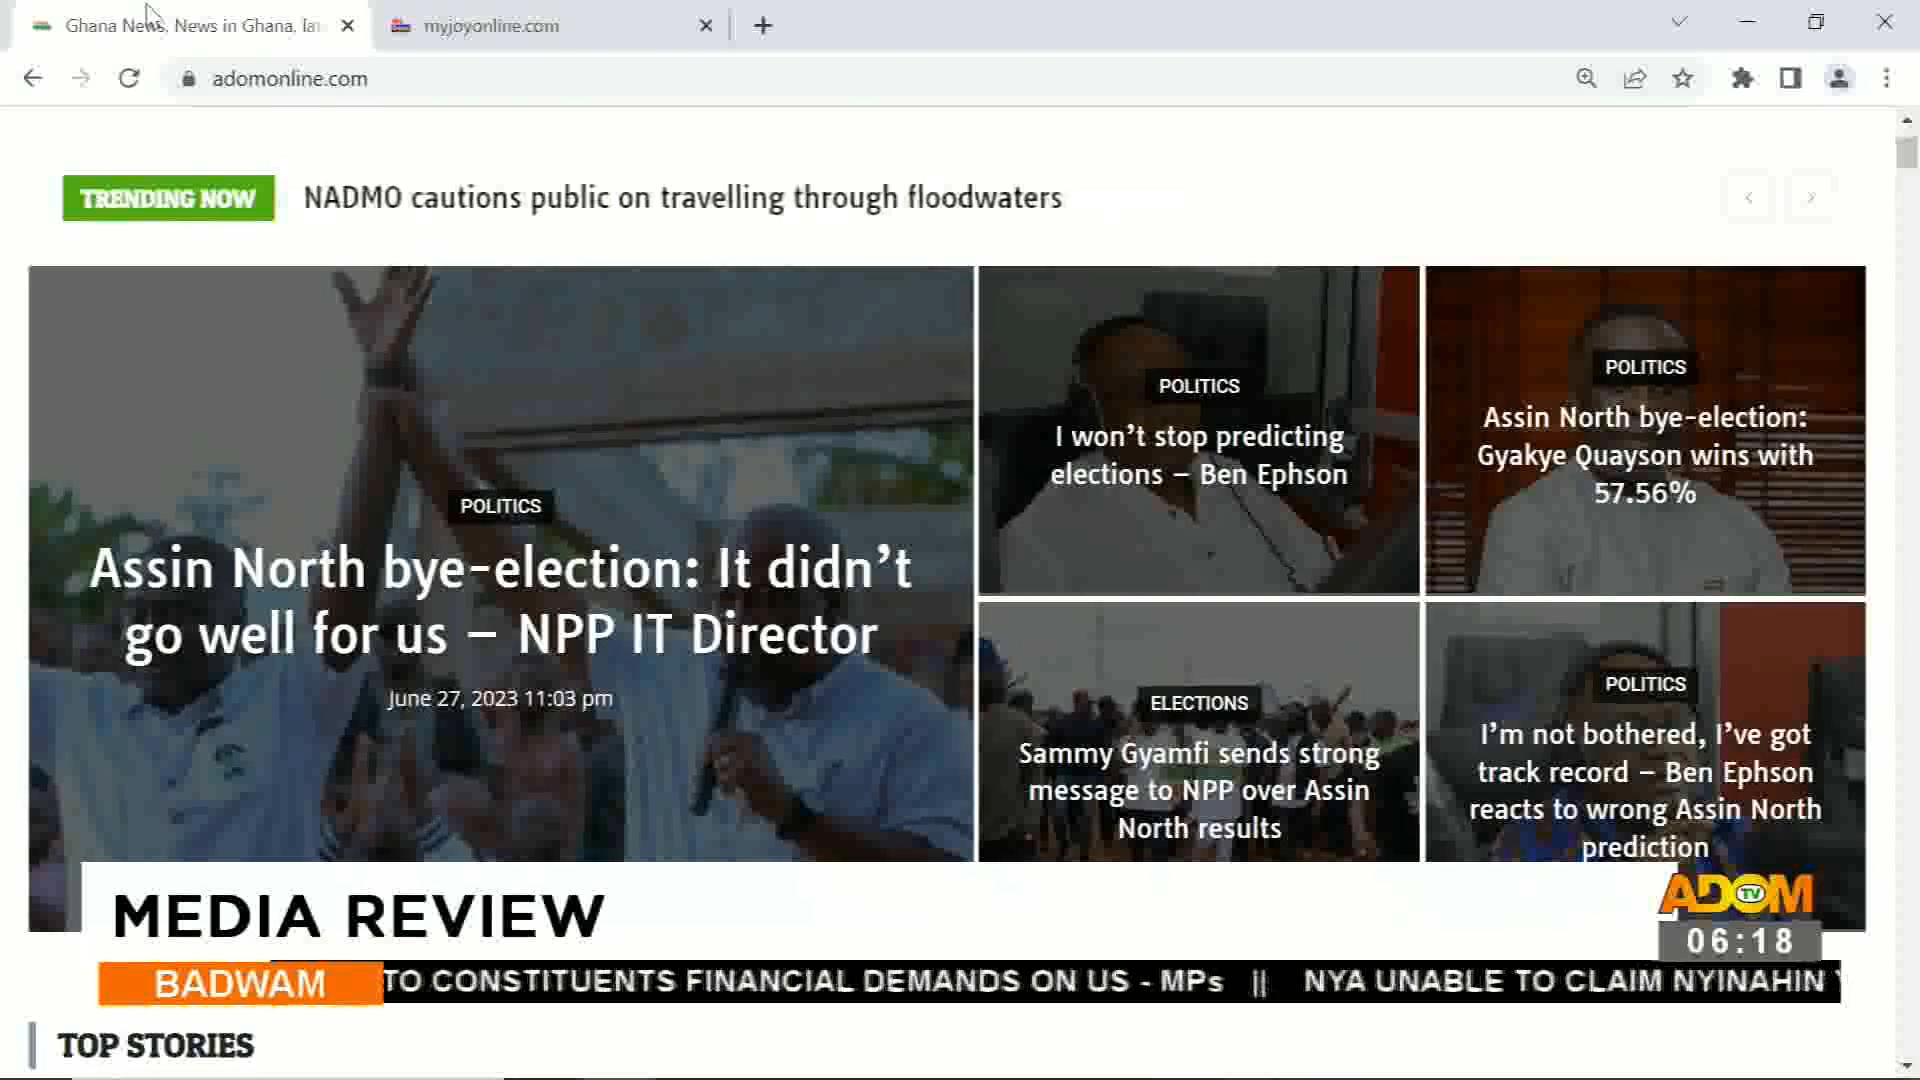 Ghana News, News in Ghana, la
myjoyonline.com
adomonline.com
TRENDING NOW
NADMO cautions public on travelling through floodwaters
POLITICS
Assin North bye-election: It didn't
go well for us – NPP IT Director
June 27, 2023 11:03 pm
POLITICS
I won't stop predicting
elections – Ben Ephson
POLITICS
Assin North bye-election:
Gyakye Quayson wins with
57.56%
ELECTIONS
Sammy Gyamfi sends strong
message to NPP over Assin
North results
POLITICS
I'm not bothered, I've got
track record – Ben Ephson
reacts to wrong Assin North
prediction
MEDIA REVIEW
ADOM TV
06:18
BADWAM
TO CONSTITUENTS FINANCIAL DEMANDS ON US - MPs || NYA UNABLE TO CLAIM NYINAHIN
TOP STORIES